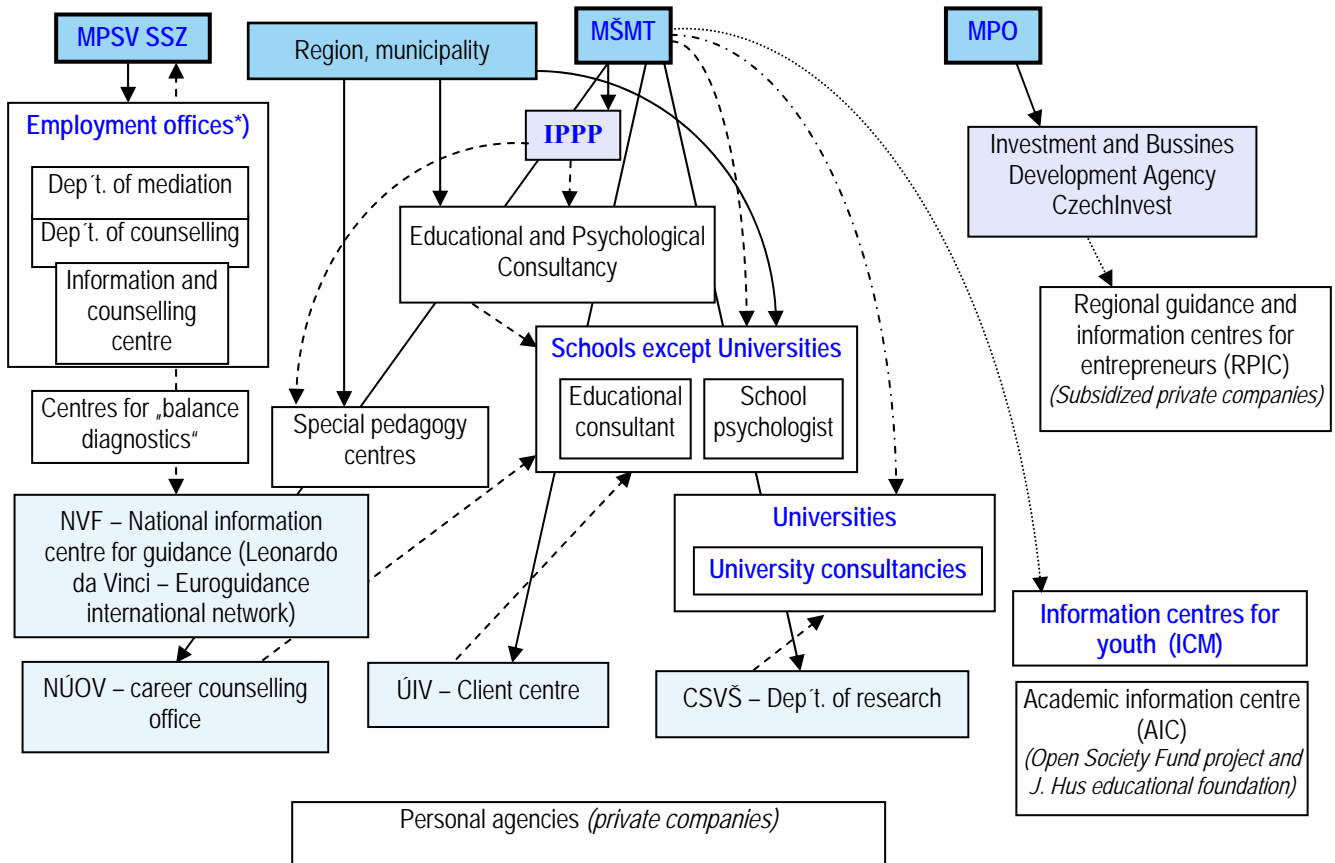 MPSV SSZ
Region, municipality
MŠMT
MPO
Employment offices*)
Dep´t. of mediation
Dep´t. of counselling
Information and
counselling
centre
IPPP
Investment and Bussines
Development Agency
CzechInvest
Educational and Psychological
Consultancy
Regional guidance and
information centres for
entrepreneurs (RPIC)
(Subsidized private companies)
Schools except Universities
Educational
consultant
School
psychologist
Centres for „balance
diagnostics“
Special pedagogy
centres
NVF – National information
centre for guidance (Leonardo
da Vinci – Euroguidance
international network)
Universities
University consultancies
Information centres for
youth (ICM)
NÚOV – career counselling
office
ÚIV – Client centre
CSVŠ – Dep´t. of research
Academic information centre
(AIC)
(Open Society Fund project and
J. Hus educational foundation)
Personal agencies (private companies)